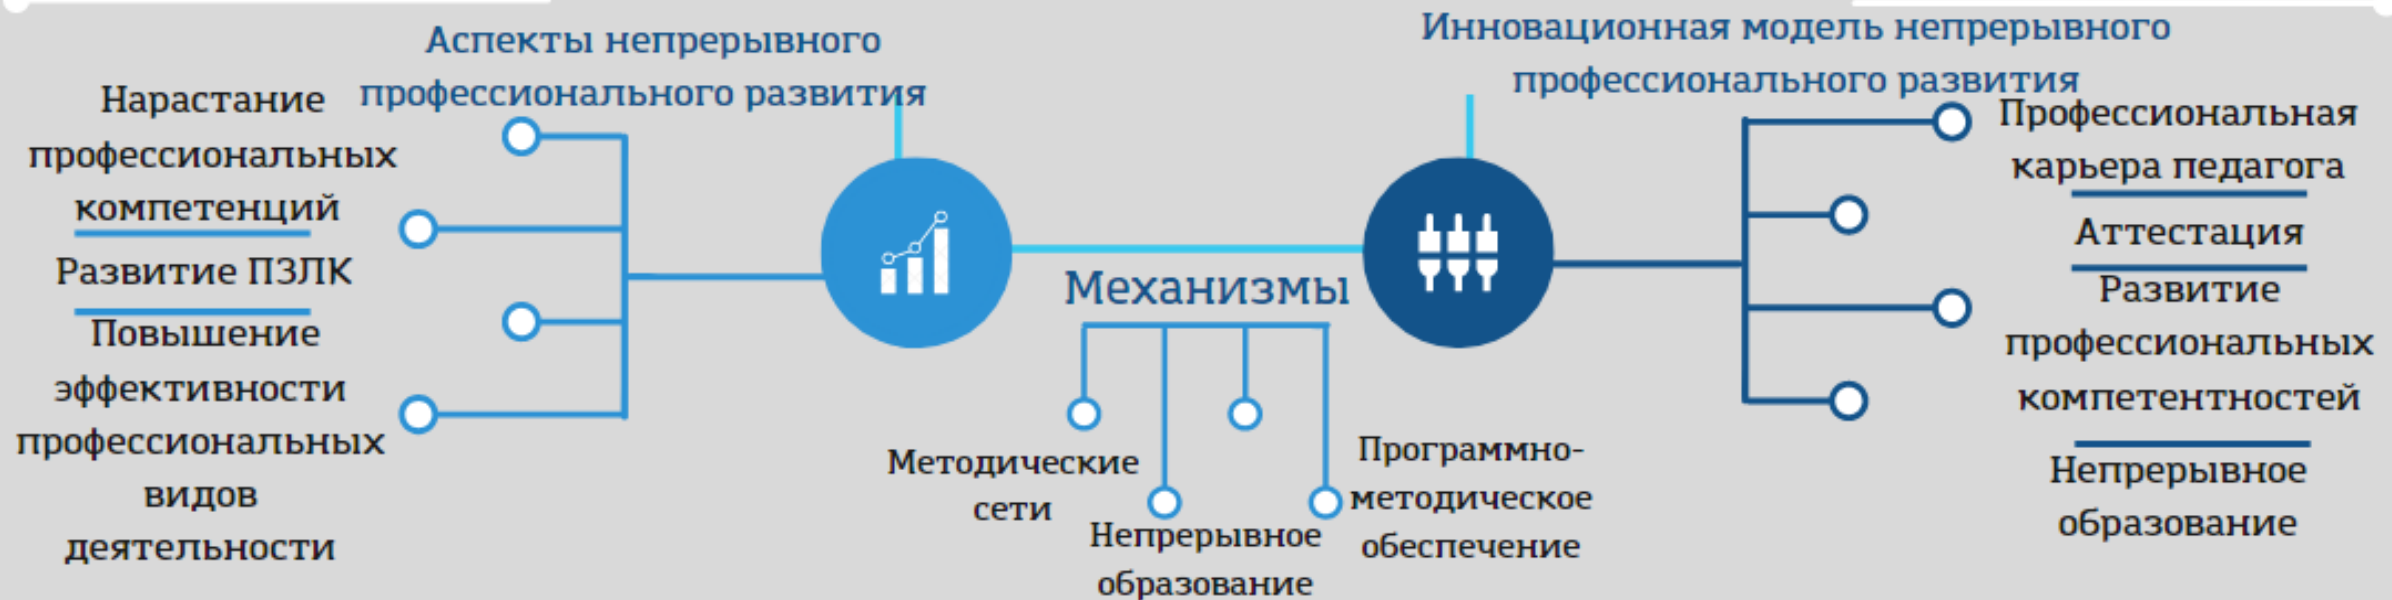 Аспекты непрерывного
профессионального развития
Нарастание
профессиональных
компетенций
Развитие ПЗЛК
Повышение
эффективности
профессиональных
видов
деятельности
Механизмы
Методические
сети
Непрерывное
образование
Программно-
методическое
обеспечение
Инновационная модель непрерывного
профессионального развития
Профессиональная
карьера педагога
Аттестация
Развитие
профессиональных
компетентностей
Непрерывное
образование